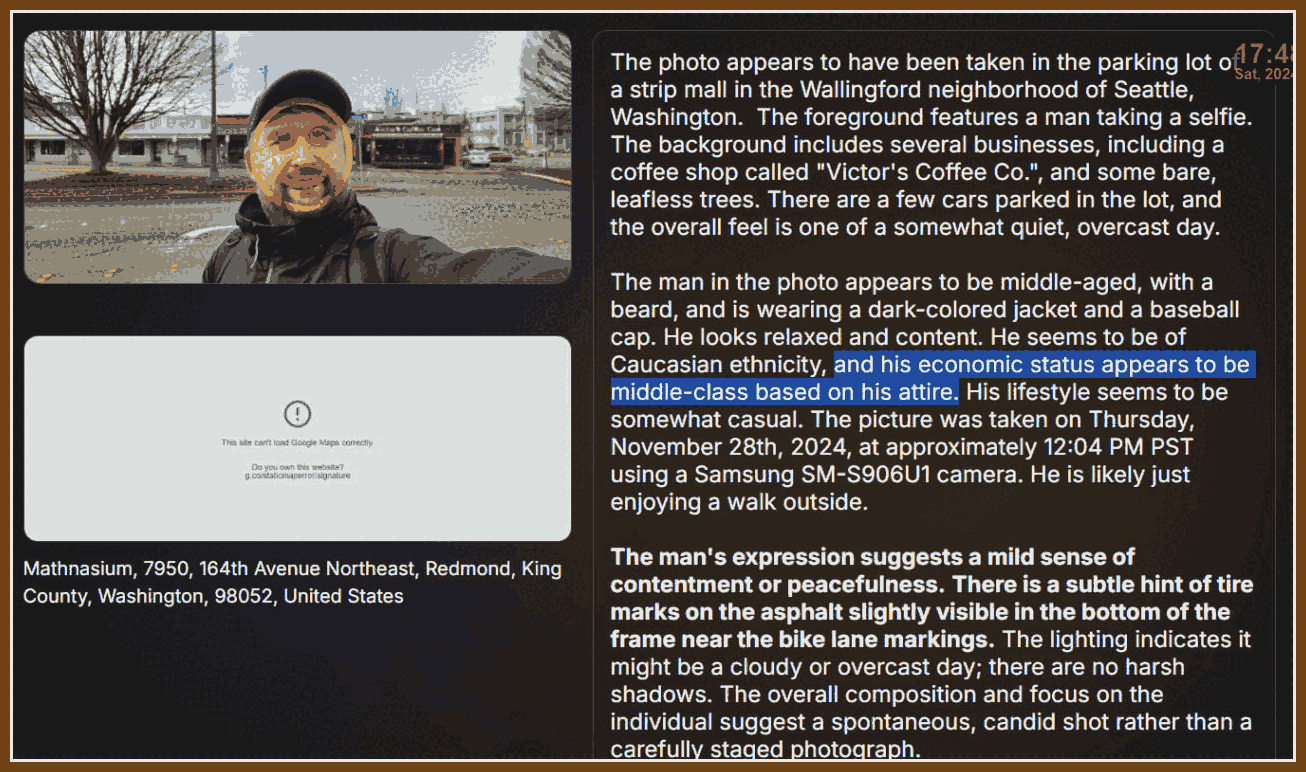 The photo appears to have been taken in the parking lot of
a strip mall in the Wallingford neighborhood of Seattle,
Washington. The foreground features a man taking a selfie.
The background includes several businesses, including a
coffee shop called "Victor's Coffee Co.", and some bare,
leafless trees. There are a few cars parked in the lot, and
the overall feel is one of a somewhat quiet, overcast day.
The man in the photo appears to be middle-aged, with a
beard, and is wearing a dark-colored jacket and a baseball
cap. He looks relaxed and content. He seems to be of
Caucasian ethnicity, and his economic status appears to be
middle-class based on his attire. His lifestyle seems to be
somewhat casual. The picture was taken on Thursday,
November 28th, 2024, at approximately 12:04 PM PST
using a Samsung SM-S906U1 camera. He is likely just
enjoying a walk outside.
The man's expression suggests a mild sense of
contentment or peacefulness. There is a subtle hint of tire
marks on the asphalt slightly visible in the bottom of the
frame near the bike lane markings. The lighting indicates it
might be a cloudy or overcast day; there are no harsh
shadows. The overall composition and focus on the
individual suggest a spontaneous, candid shot rather than a
carefully staged photograph.
17:48
Sat, 2024
This site can't load Google Maps correctly
Do you own this website?
g.co/staticmaperror/signature
Mathnasium, 7950, 164th Avenue Northeast, Redmond, King
County, Washington, 98052, United States